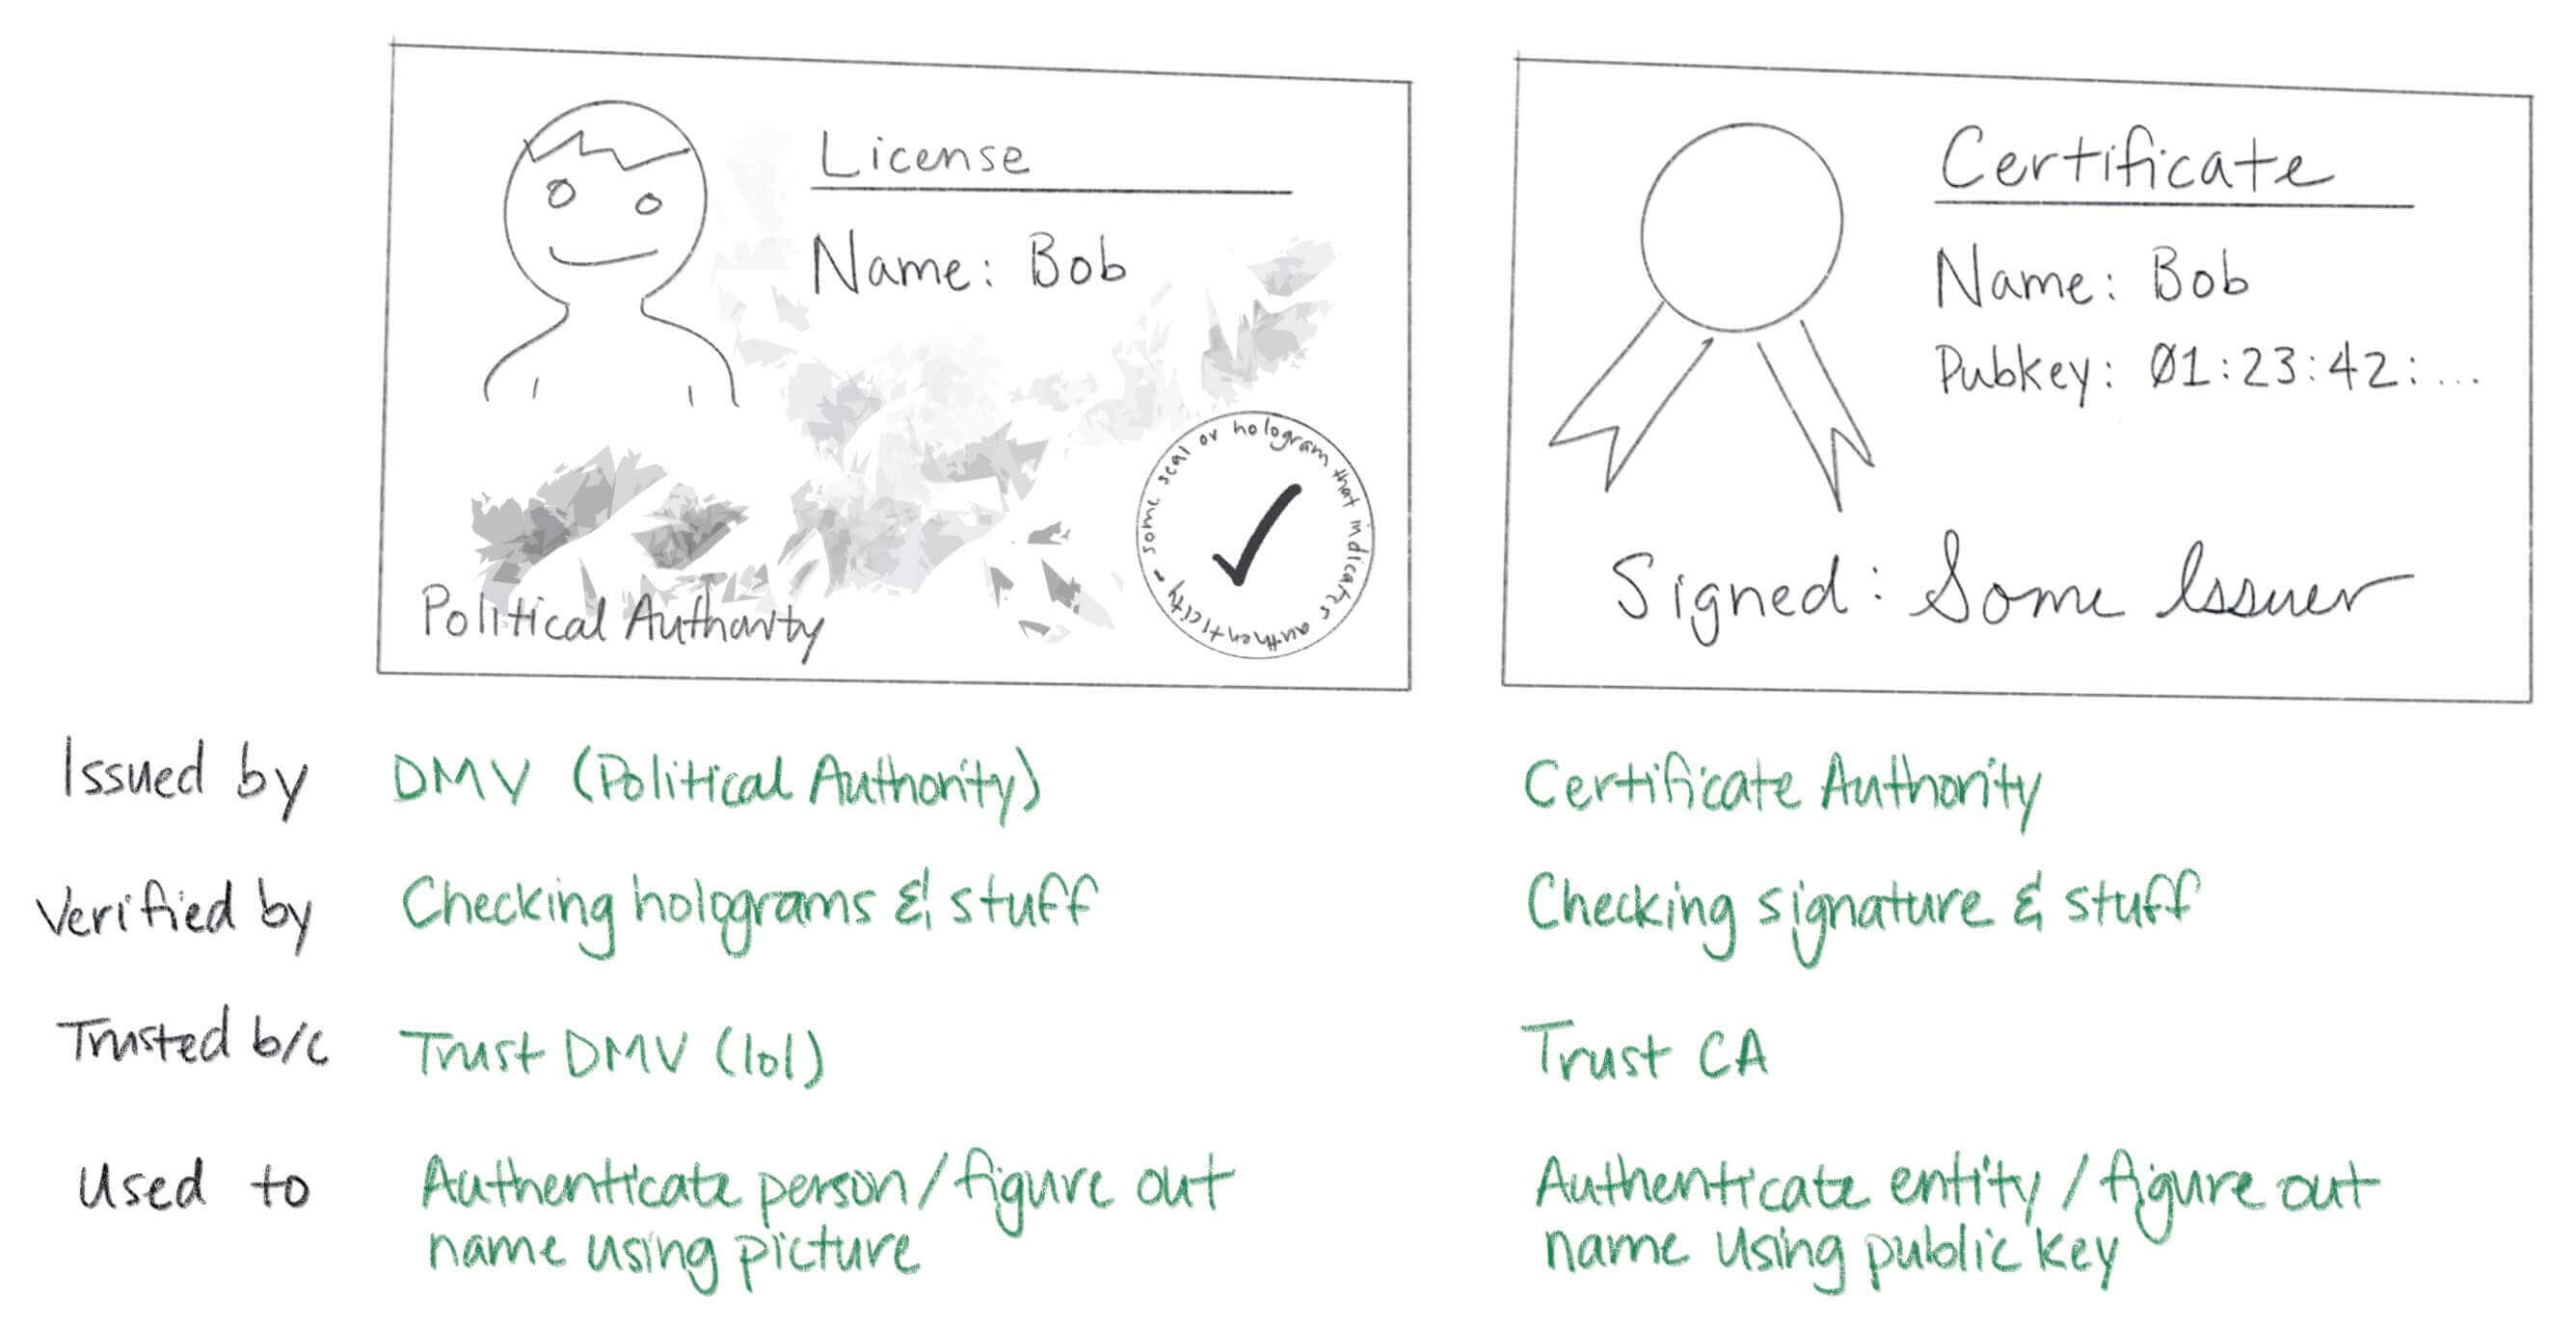 License
Name: Bob
some seal or hologram that indicates authenticity -
Political Authority
Certificate
Name: Bob
Pubkey: 01:23:42:...
Signed: Some Issuer
Issued by DMV (Political Authority) Certificate Authority
Verified by Checking holograms & stuff Checking signature & stuff
Trusted b/c Trust DMV (lol) Trust CA
Used to Authenticate person/figure out Authenticate entity/figure out
name using picture name using public key